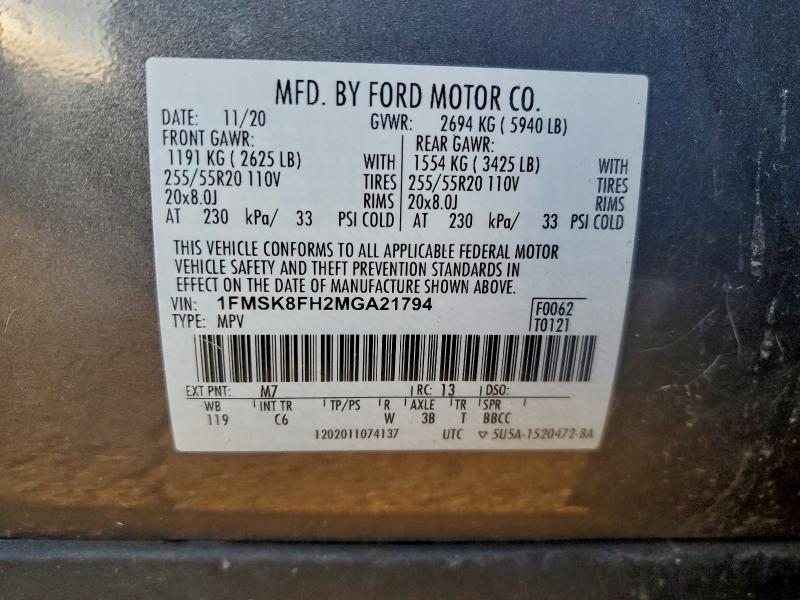 MFD. BY FORD MOTOR CO.
DATE: 11/20 GVWR: 2694 KG ( 5940 LB)
FRONT GAWR: REAR GAWR:
1191 KG ( 2625 LB) WITH 1554 KG ( 3425 LB) WITH
255/55R20 110V TIRES 255/55R20 110V TIRES
20x8.0J RIMS 20x8.0J RIMS
AT 230 kPa/ 33 PSI COLD AT 230 kPa/ 33 PSI COLD
THIS VEHICLE CONFORMS TO ALL APPLICABLE FEDERAL MOTOR
VEHICLE SAFETY AND THEFT PREVENTION STANDARDS IN
EFFECT ON THE DATE OF MANUFACTURE SHOWN ABOVE.
VIN: 1FMSK8FH2MGA21794 F0062
TYPE: MPV T0121
EXT PNT: M7 RC: 13 DSO:
WB INT TR TP/PS R AXLE TR SPR
119 C6 W 3B T BBCC
1202011074137 UTC ▽ 5U5A-1520472-BA